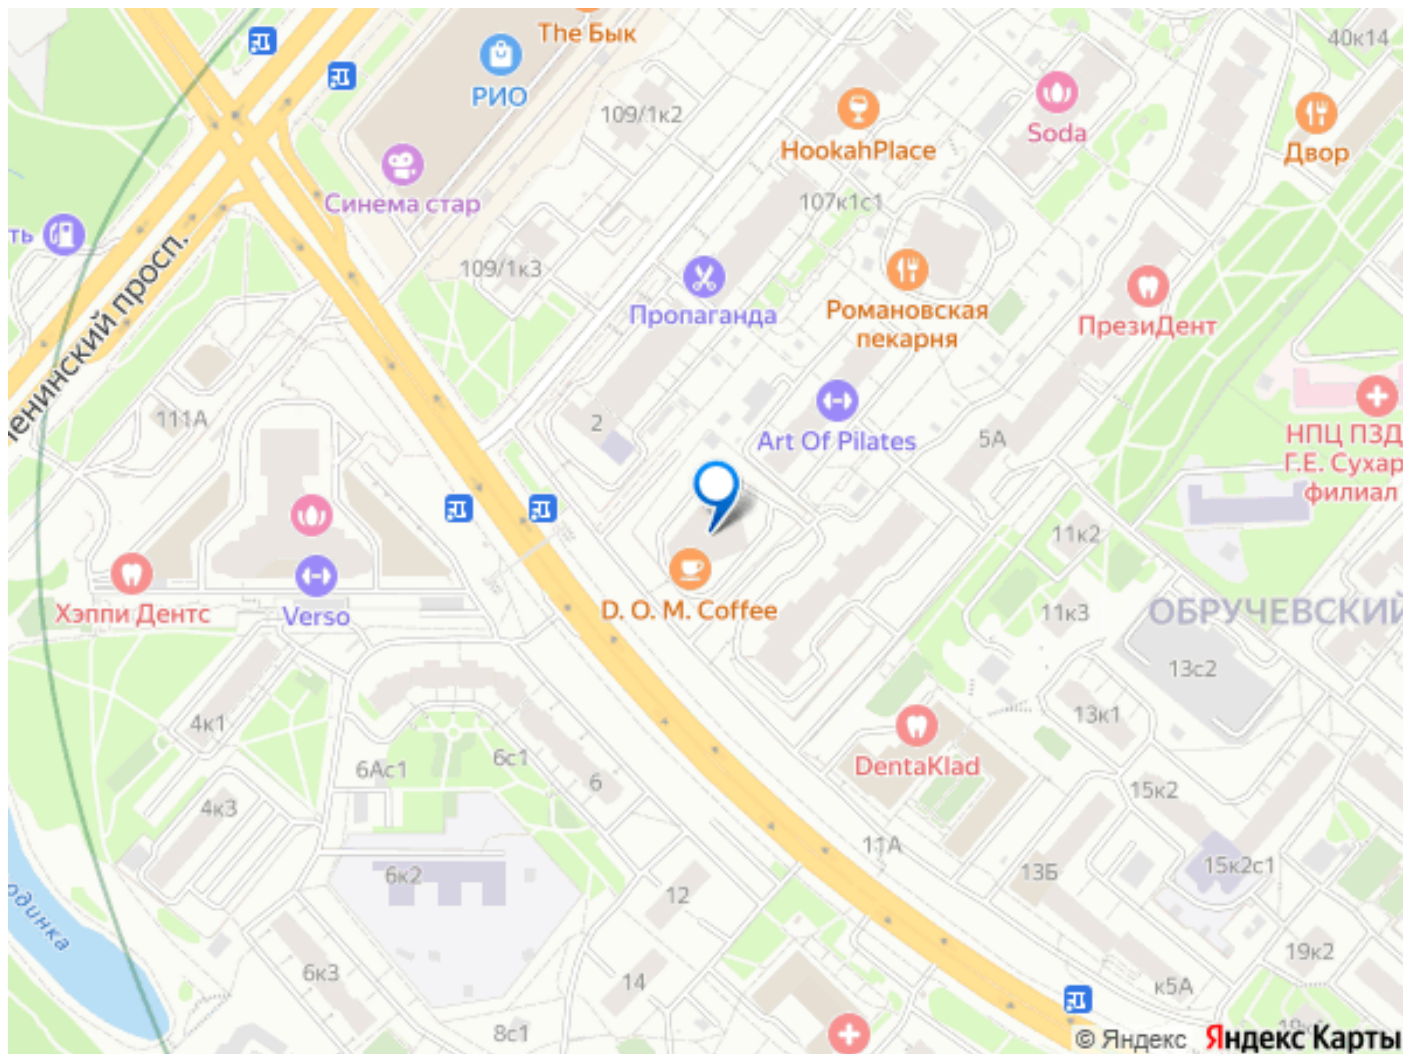 The Бык
РИО
40к14
109/1к2
Soda
HookahPlace
Двор
Синема стар
107к1с1
ть
Ленинский просп.
109/1к3
Пропаганда
Романовская
пекарня
ПрезиДент
111А
2
Art Of Pilates
5А
НПЦ ПЗД
Г.Е. Сухар
филиал
11к2
Хэппи Дентс
Verso
D. O. M. Coffee
11к3
ОБРУЧЕВСКИЙ
13с2
4к1
13к1
6с1
6Ас1
6
DentaKlad
4к3
15к2
11А
6к2
13Б
15к2с1
12
одинка
19к2
6к3
14
к5А
8с1
© Яндекс Яндекс Карты